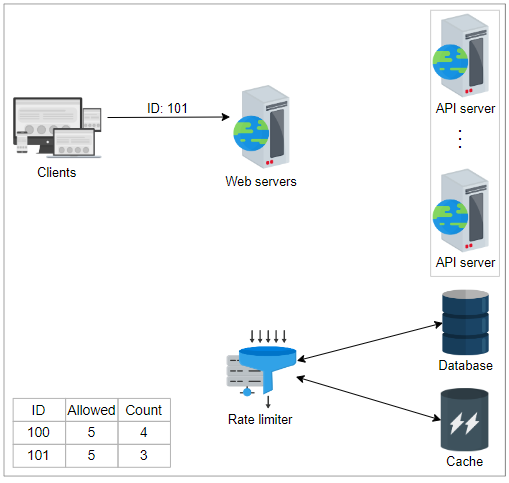 API server
ID: 101
Clients
Web servers
API server
Database
Rate limiter
Cache
ID Allowed Count
100 5 4
101 5 3